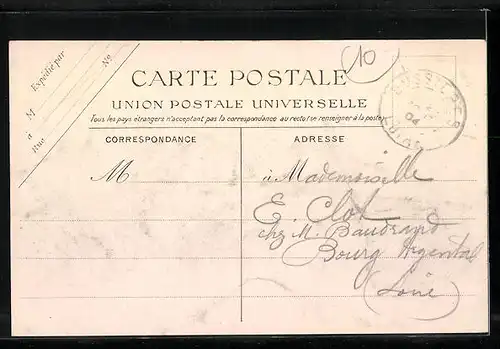 Expédié par
M
à
Rue
No
10
CARTE POSTALE
UNION POSTALE UNIVERSELLE
Tous les pays étrangers n'acceptant pas la correspondance au recto (se renseigner à la poste)
CORRESPONDANCE
ADRESSE
M
à Mademoiselle
E. Clot
chez M. Baudrand
Bourg Argental
(Loire)